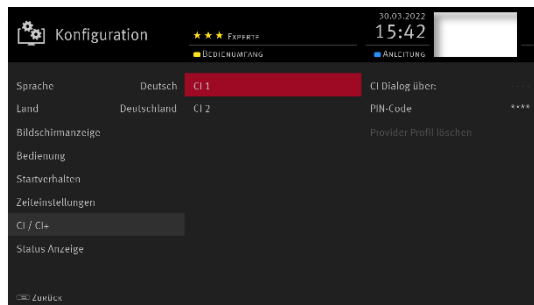 Konfiguration
★★★ EXPERTE
30.03.2022
15:42
BEDIENUMFANG
ANLEITUNG
Sprache Deutsch CI 1 CI Dialog über: ----
Land Deutschland CI 2 PIN-Code ****
Bildschirmanzeige Provider Profil löschen
Bedienung
Startverhalten
Zeiteinstellungen
CI / CI+
Status Anzeige
ZURÜCK